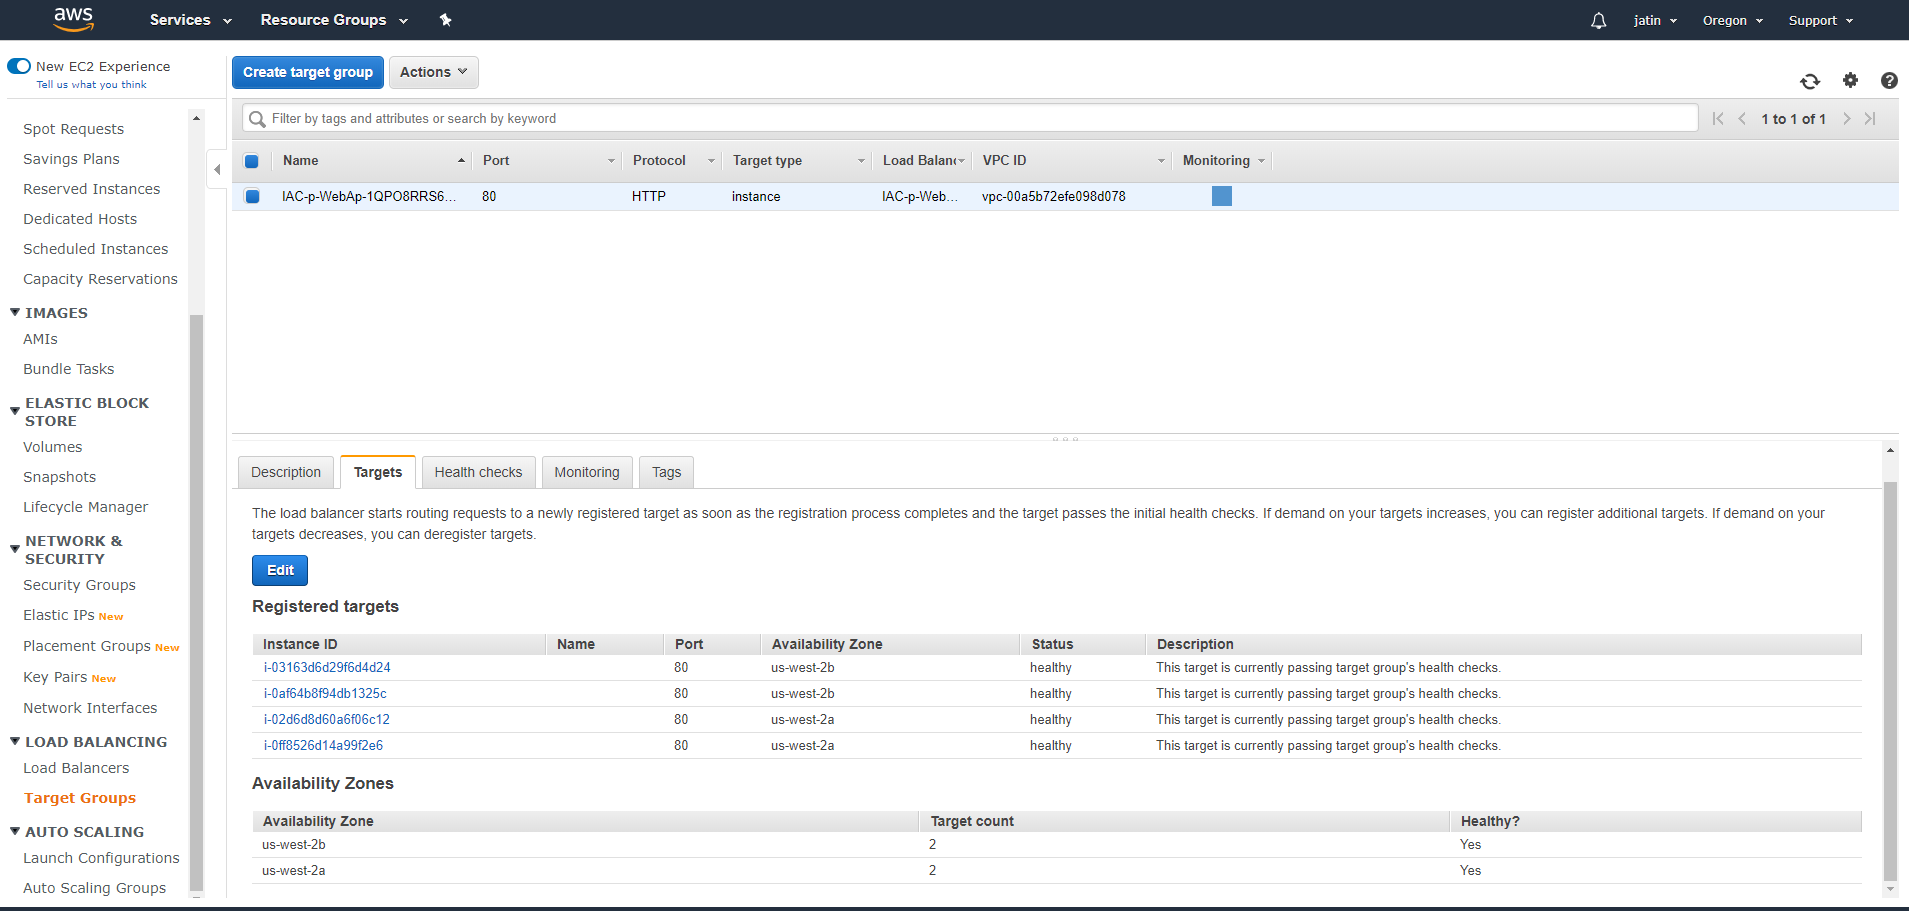 aws Services Resource Groups jatin Oregon Support
New EC2 Experience
Tell us what you think
Spot Requests
Savings Plans
Reserved Instances
Dedicated Hosts
Scheduled Instances
Capacity Reservations
IMAGES
AMIs
Bundle Tasks
ELASTIC BLOCK
STORE
Volumes
Snapshots
Lifecycle Manager
NETWORK &
SECURITY
Security Groups
Elastic IPs New
Placement Groups New
Key Pairs New
Network Interfaces
LOAD BALANCING
Load Balancers
Target Groups
AUTO SCALING
Launch Configurations
Auto Scaling Groups
Create target group Actions
Filter by tags and attributes or search by keyword 1 to 1 of 1
Name Port Protocol Target type Load Balanc VPC ID Monitoring
IAC-p-WebAp-1QPO8RRS6... 80 HTTP instance IAC-p-Web... vpc-00a5b72efe098d078
Description Targets Health checks Monitoring Tags
The load balancer starts routing requests to a newly registered target as soon as the registration process completes and the target passes the initial health checks. If demand on your targets increases, you can register additional targets. If demand on your
targets decreases, you can deregister targets.
Edit
Registered targets
Instance ID Name Port Availability Zone Status Description
i-03163d6d29f6d4d24 80 us-west-2b healthy This target is currently passing target group's health checks.
i-0af64b8f94db1325c 80 us-west-2b healthy This target is currently passing target group's health checks.
i-02d6d8d60a6f06c12 80 us-west-2a healthy This target is currently passing target group's health checks.
i-0ff8526d14a99f2e6 80 us-west-2a healthy This target is currently passing target group's health checks.
Availability Zones
Availability Zone Target count Healthy?
us-west-2b 2 Yes
us-west-2a 2 Yes